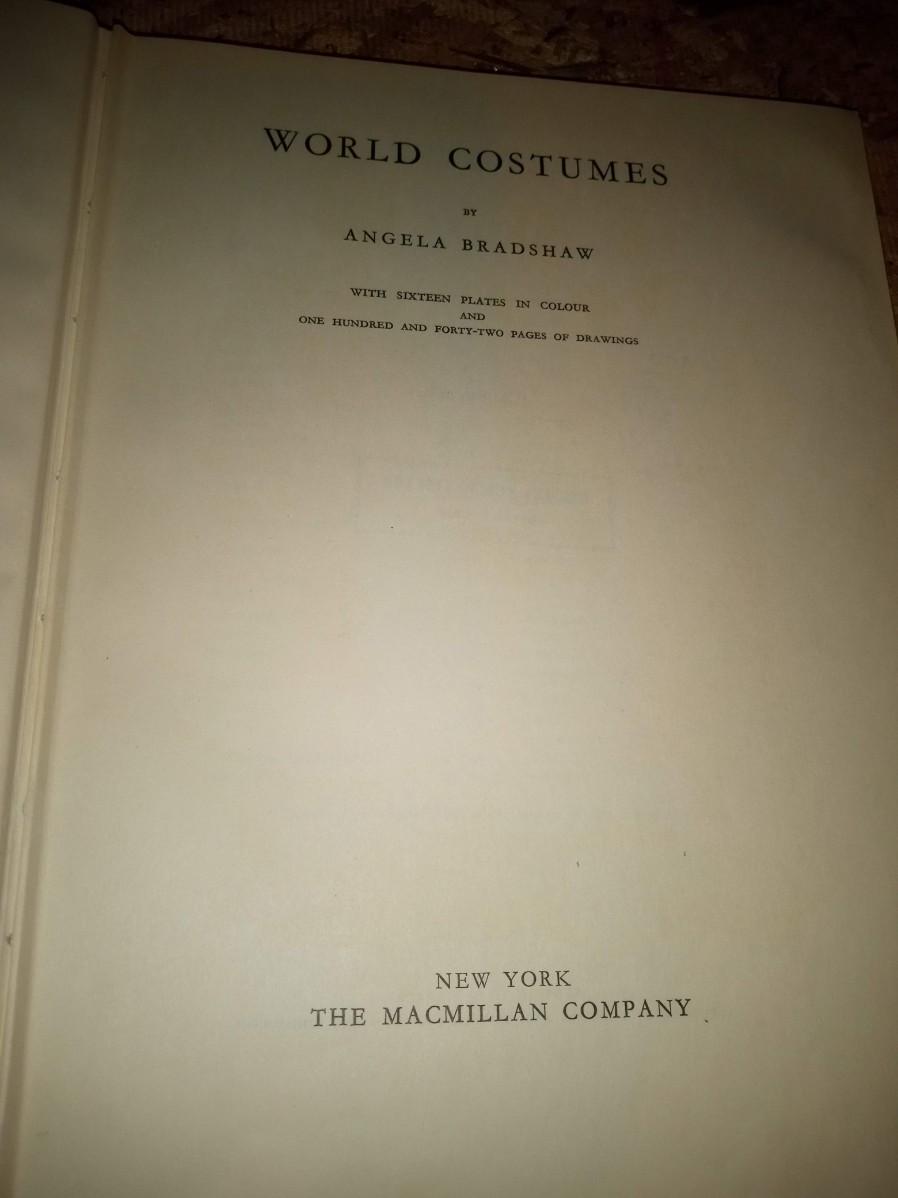 WORLD COSTUMES
BY
ANGELA BRADSHAW
WITH SIXTEEN PLATES IN COLOUR
AND
ONE HUNDRED AND FORTY-TWO PAGES OF DRAWINGS
NEW YORK
THE MACMILLAN COMPANY